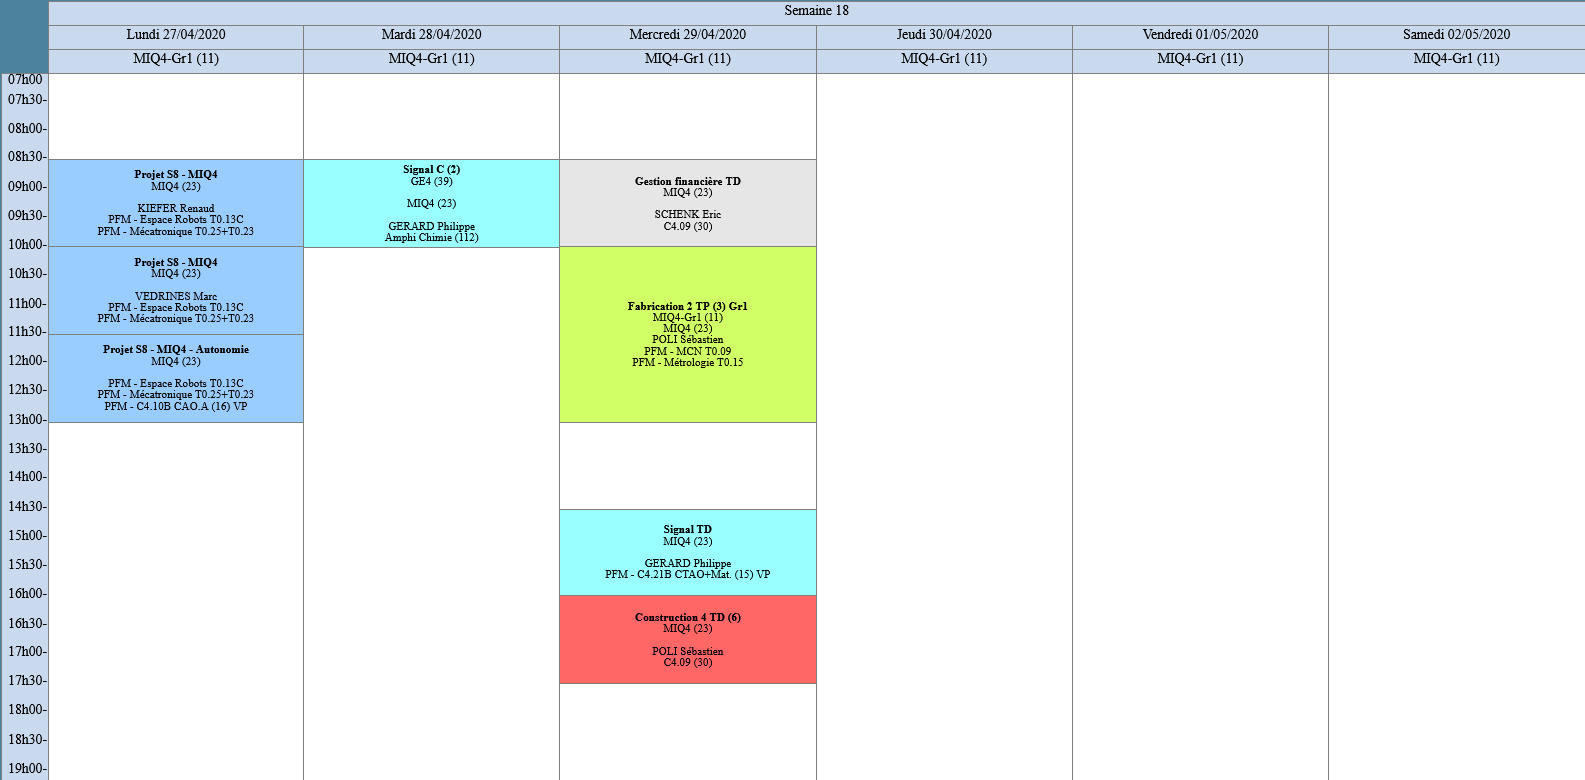 Semaine 18
Lundi 27/04/2020
Mardi 28/04/2020
Mercredi 29/04/2020
Jeudi 30/04/2020
Vendredi 01/05/2020
Samedi 02/05/2020
MIQ4-Gr1 (11)
MIQ4-Gr1 (11)
MIQ4-Gr1 (11)
MIQ4-Gr1 (11)
MIQ4-Gr1 (11)
MIQ4-Gr1 (11)
07h00
07h30-
08h00-
08h30-
09h00-
09h30-
10h00-
10h30-
11h00-
11h30-
12h00-
12h30-
13h00-
13h30-
14h00-
14h30-
15h00-
15h30-
16h00-
16h30-
17h00-
17h30-
18h00-
18h30-
19h00-
Projet S8 - MIQ4
MIQ4 (23)
KIEFER Renaud
PFM - Espace Robots T0.13C
PFM - Mécatronique T0.25+T0.23
Projet S8 - MIQ4
MIQ4 (23)
VEDRINES Marc
PFM - Espace Robots T0.13C
PFM - Mécatronique T0.25+T0.23
Projet S8 - MIQ4 - Autonomie
MIQ4 (23)
PFM - Espace Robots T0.13C
PFM - Mécatronique T0.25+T0.23
PFM - C4.10B CAO.A (16) VP
Signal C (2)
GE4 (39)
MIQ4 (23)
GERARD Philippe
Amphi Chimie (112)
Gestion financière TD
MIQ4 (23)
SCHENK Eric
C4.09 (30)
Fabrication 2 TP (3) Gr1
MIQ4-Gr1 (11)
MIQ4 (23)
POLI Sébastien
PFM - MCN T0.09
PFM - Métrologie T0.15
Signal TD
MIQ4 (23)
GERARD Philippe
PFM - C4.21B CTAO+Mat. (15) VP
Construction 4 TD (6)
MIQ4 (23)
POLI Sébastien
C4.09 (30)